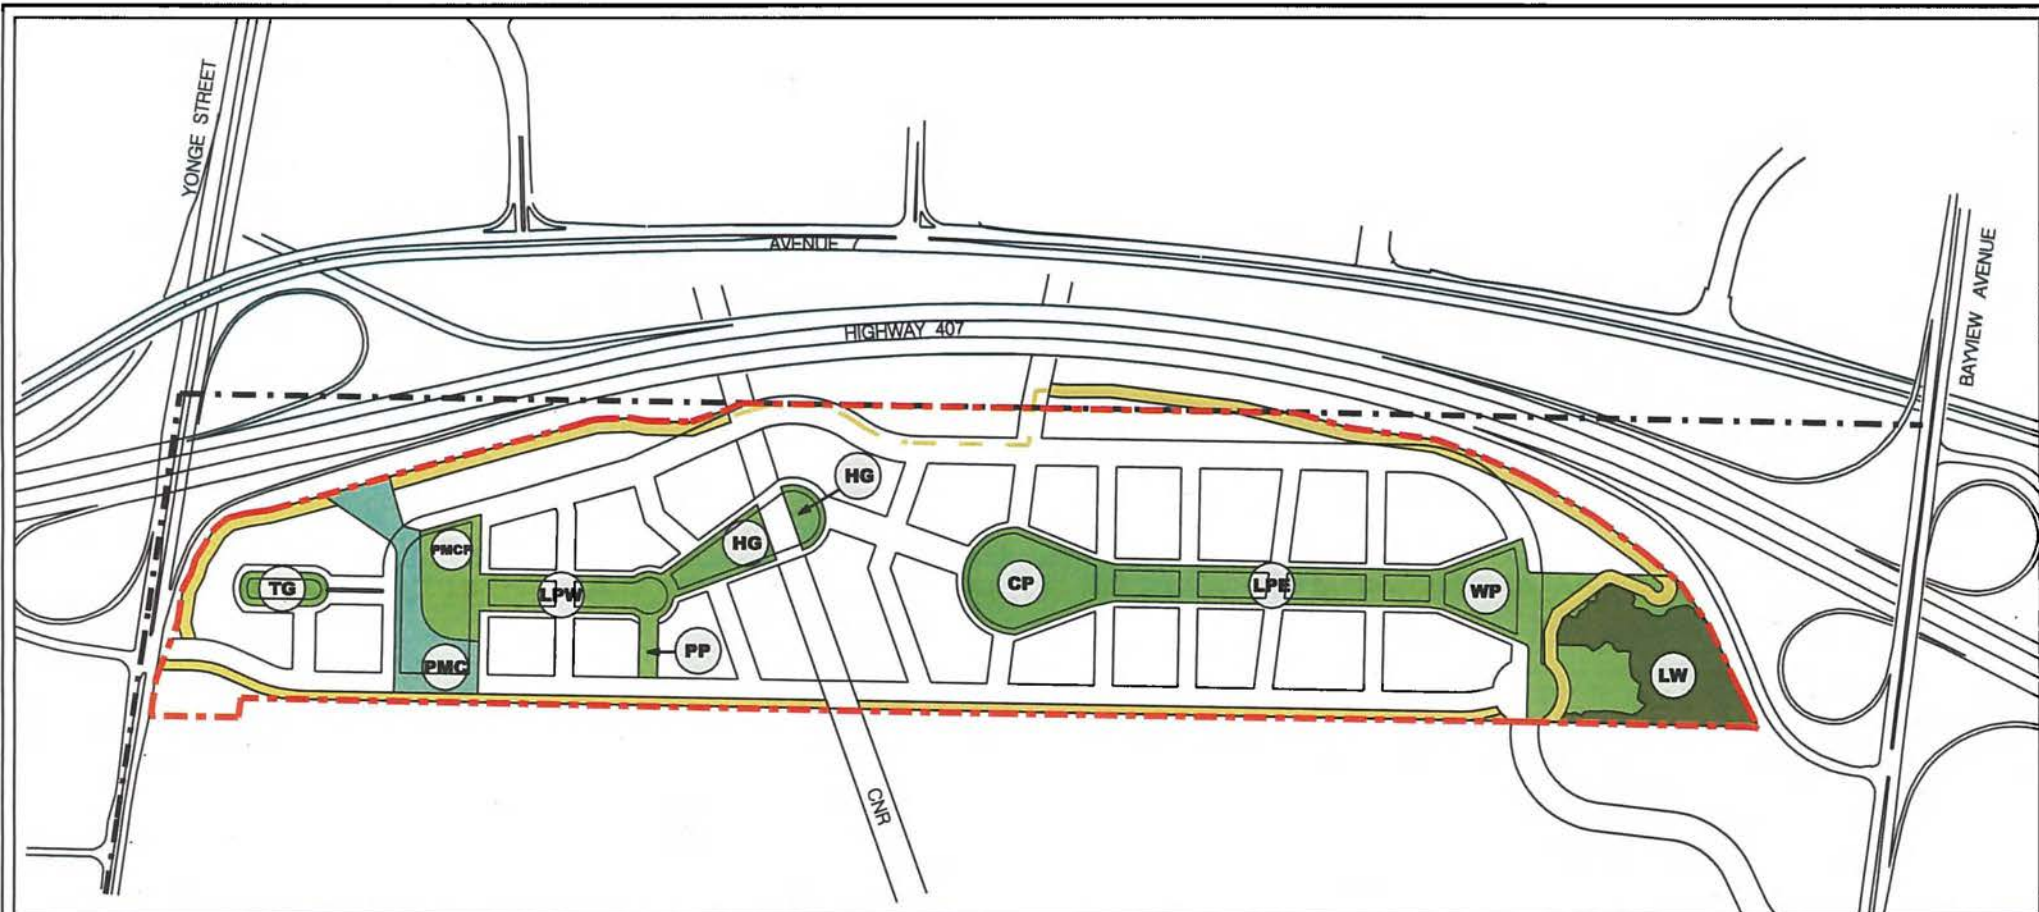 YONGE STREET
AVENUE 7
BAYVIEW AVENUE
HIGHWAY 407
HG
PMCP
HG
TG
LPW
CP
LPE
WP
PP
PMC
LW
CNR